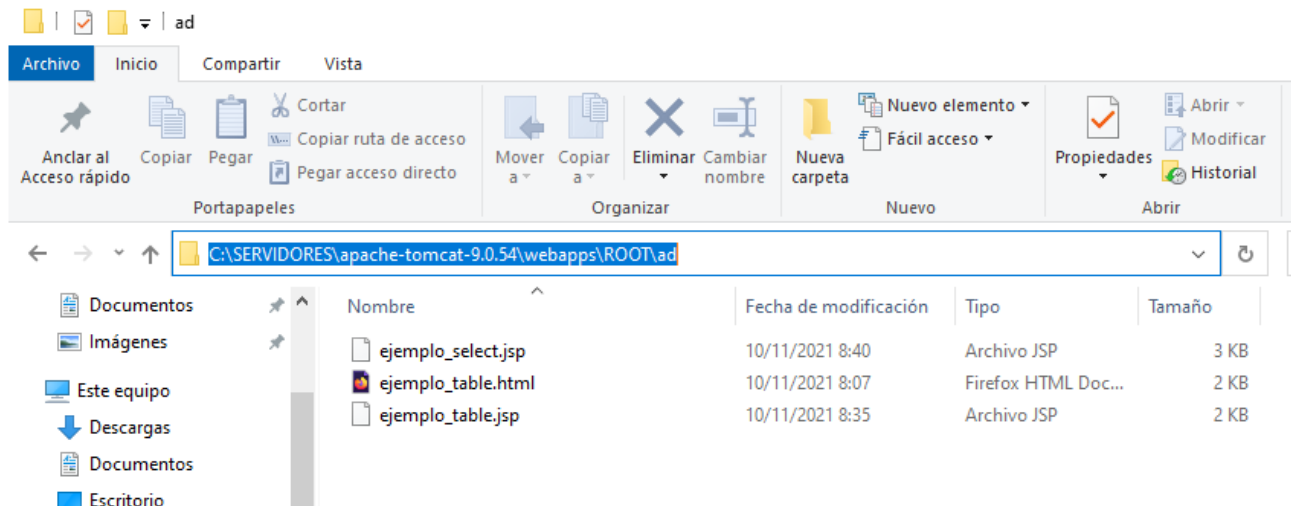 ad
Archivo Inicio Compartir Vista
Anclar al Acceso rápido
Copiar
Pegar
Cortar
Copiar ruta de acceso
Pegar acceso directo
Portapapeles
Mover a
Copiar a
Eliminar
Cambiar nombre
Organizar
Nueva carpeta
Nuevo elemento
Fácil acceso
Nuevo
Propiedades
Abrir
Modificar
Historial
Abrir
C:\SERVIDORES\apache-tomcat-9.0.54\webapps\ROOT\ad
Documentos
Imágenes
Este equipo
Descargas
Documentos
Escritorio
Nombre Fecha de modificación Tipo Tamaño
ejemplo_select.jsp 10/11/2021 8:40 Archivo JSP 3 KB
ejemplo_table.html 10/11/2021 8:07 Firefox HTML Doc... 2 KB
ejemplo_table.jsp 10/11/2021 8:35 Archivo JSP 2 KB